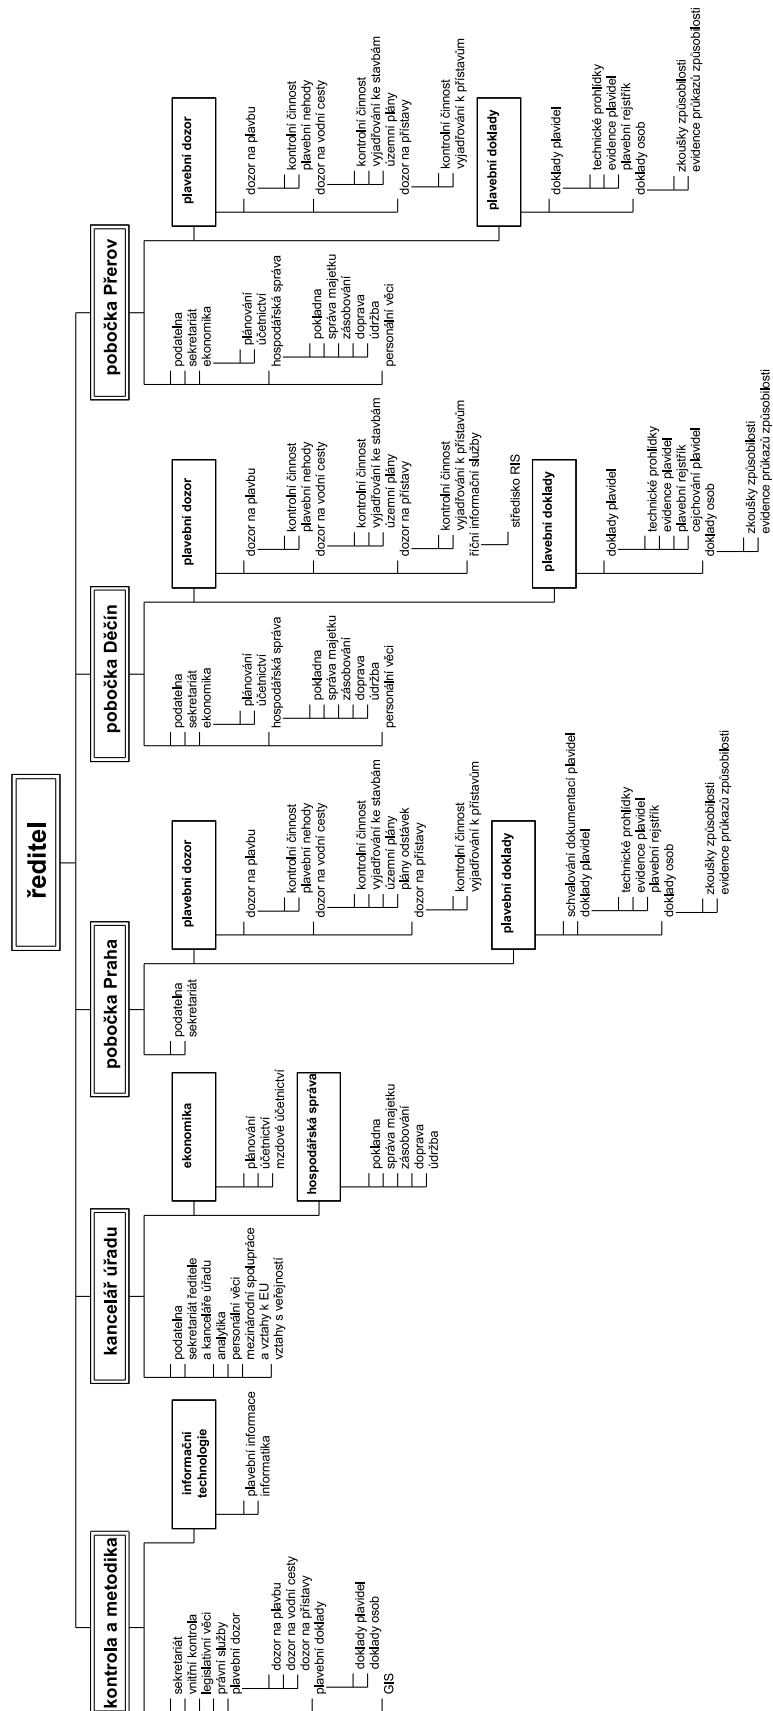 ředitel
kontrola a metodika
sekretariát
vnitřní kontrola
legislativní věci
právní služby
plavební dozor
dozor na plavbu
dozor na vodní cesty
dozor na přístavy
plavební doklady
doklady plavidel
doklady osob
GIS
informační
technologie
plavební informace
informatika
kancelář úřadu
podatelna
sekretariát ředitele
a kanceláře úřadu
analytika
personální věci
mezinárodní spolupráce
a vztahy k EU
vztahy s veřejností
ekonomika
plánování
účetnictví
mzdové účetnictví
hospodářská správa
pokladna
správa majetku
zásobování
doprava
údržba
pobočka Praha
podatelna
sekretariát
plavební dozor
dozor na plavbu
kontrolní činnost
plavební nehody
dozor na vodní cesty
kontrolní činnost
vyjadřování ke stavbám
územní plány
plány odstávek
dozor na přístavy
kontrolní činnost
vyjadřování k přístavům
plavební doklady
schvalování dokumentací plavidel
doklady plavidel
technické prohlídky
evidence plavidel
plavební rejstřík
doklady osob
zkoušky způsobilosti
evidence průkazů způsobilosti
pobočka Děčín
podatelna
sekretariát
ekonomika
plánování
účetnictví
hospodářská správa
pokladna
správa majetku
zásobování
doprava
údržba
personální věci
plavební dozor
dozor na plavbu
kontrolní činnost
plavební nehody
dozor na vodní cesty
kontrolní činnost
vyjadřování ke stavbám
územní plány
dozor na přístavy
kontrolní činnost
vyjadřování k přístavům
říční informační služby
středisko RIS
plavební doklady
doklady plavidel
technické prohlídky
evidence plavidel
plavební rejstřík
cejchování plavidel
doklady osob
zkoušky způsobilosti
evidence průkazů způsobilosti
pobočka Přerov
podatelna
sekretariát
ekonomika
plánování
účetnictví
hospodářská správa
pokladna
správa majetku
zásobování
doprava
údržba
personální věci
plavební dozor
dozor na plavbu
kontrolní činnost
plavební nehody
dozor na vodní cesty
kontrolní činnost
vyjadřování ke stavbám
územní plány
dozor na přístavy
kontrolní činnost
vyjadřování k přístavům
plavební doklady
doklady plavidel
technické prohlídky
evidence plavidel
plavební rejstřík
doklady osob
zkoušky způsobilosti
evidence průkazů způsobilosti